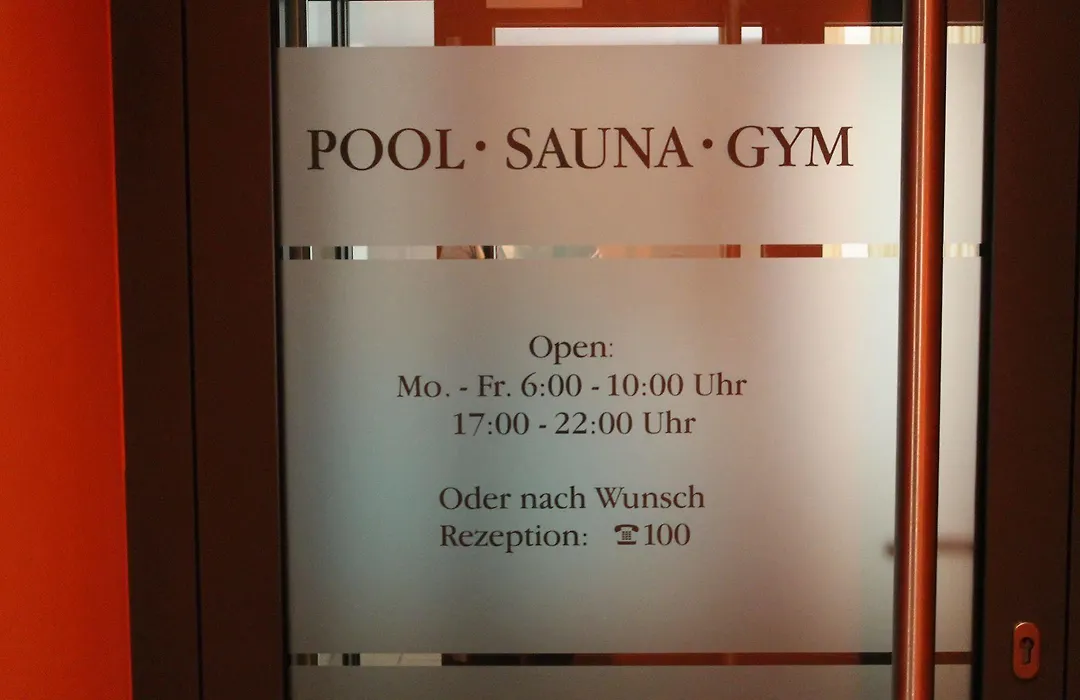 POOL · SAUNA · GYM
Open:
Mo. - Fr. 6:00 - 10:00 Uhr
17:00 - 22:00 Uhr
Oder nach Wunsch
Rezeption: ☎100